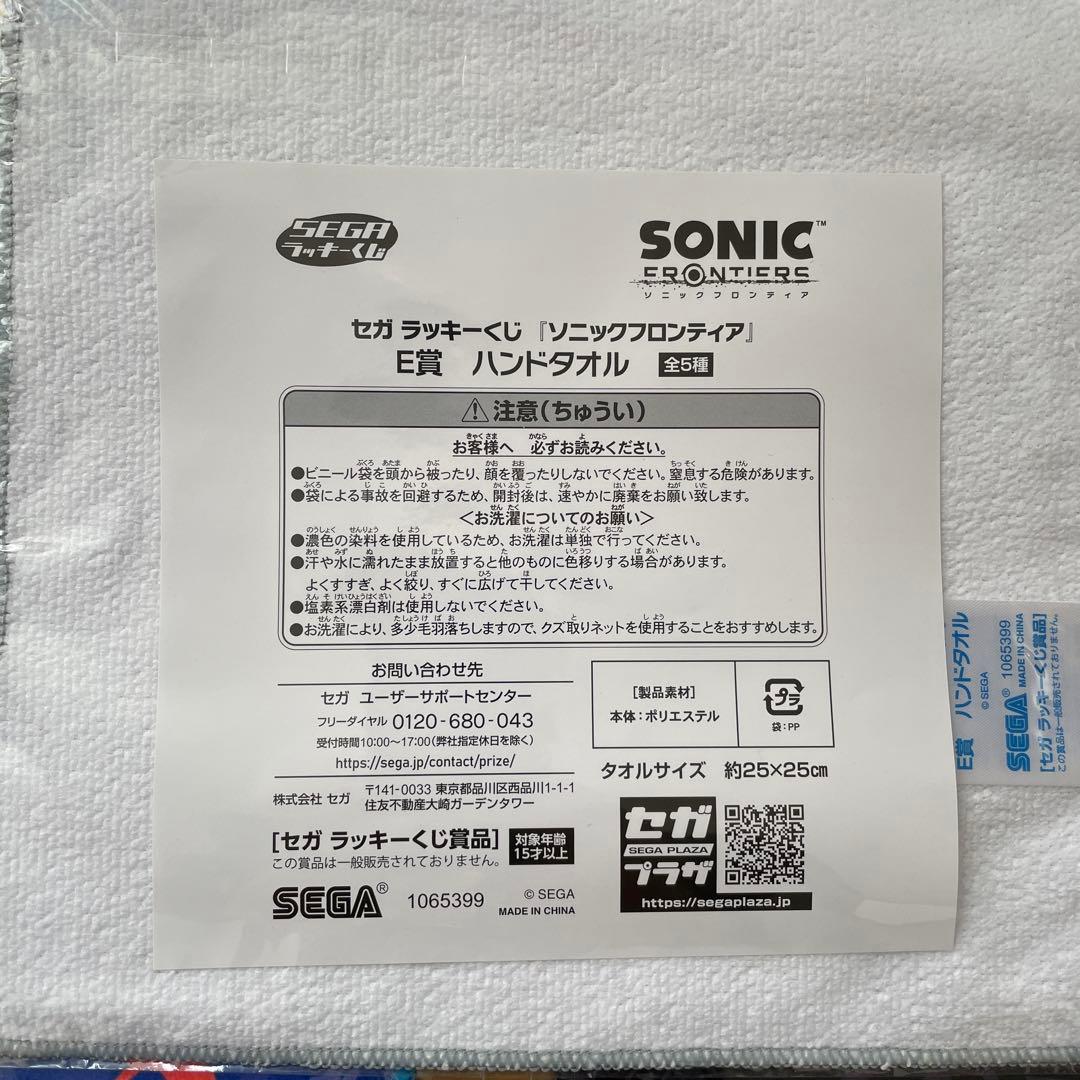 SEGA
ラッキーくじ
SONIC™
FRONTIERS
ソニックフロンティア
セガ ラッキーくじ『ソニックフロンティア』
E賞 ハンドタオル 全5種
⚠注意(ちゅうい)
お客様へ 必ずお読みください。
●ビニール袋を頭から被ったり、顔を覆ったりしないでください。窒息する危険があります。
●袋による事故を回避するため、開封後は、速やかに廃棄をお願い致します。
＜お洗濯についてのお願い＞
●濃色の染料を使用しているため、お洗濯は単独で行ってください。
●汗や水に濡れたまま放置すると他のものに色移りする場合があります。
よくすすぎ、よく絞り、すぐに広げて干してください。
●塩素系漂白剤は使用しないでください。
●お洗濯により、多少毛羽落ちしますので、クズ取りネットを使用することをおすすめします。
お問い合わせ先
セガ ユーザーサポートセンター
フリーダイヤル 0120-680-043
受付時間10:00〜17:00(弊社指定休日を除く)
https://sega.jp/contact/prize/
株式会社 セガ 〒141-0033 東京都品川区西品川1-1-1
住友不動産大崎ガーデンタワー
[セガ ラッキーくじ賞品]
この賞品は一般販売されておりません。
対象年齢
15才以上
SEGA® 1065399 © SEGA
MADE IN CHINA
[製品素材]
本体：ポリエステル
プラ
袋：PP
タオルサイズ 約25×25㎝
セガ
SEGA PLAZA
プラザ
https://segaplaza.jp
E賞 ハンドタオル
© SEGA
SEGA® 1065399 MADE IN CHINA
[セガ ラッキーくじ賞品]
この賞品は一般販売されておりません。